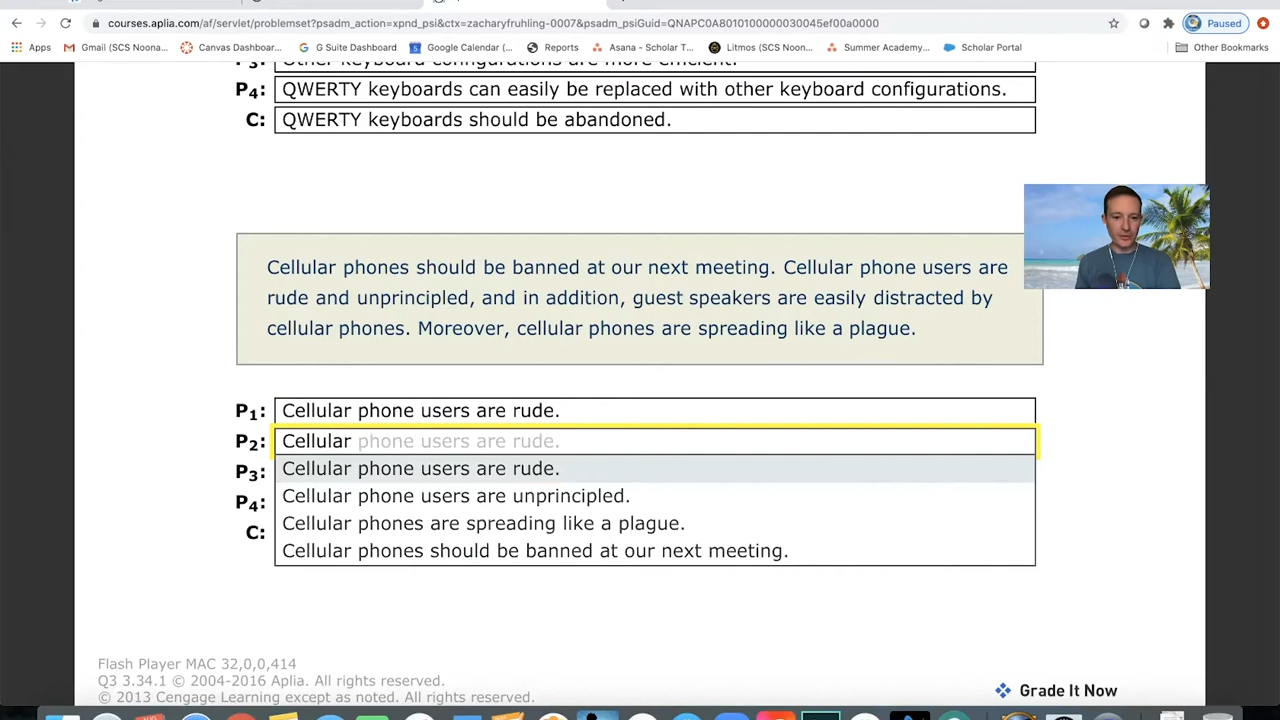 courses.aplia.com/af/servlet/problemset?psadm_action=xpnd_psi&ctx=zacharyfruhling-0007&psadm_psiGuid=QNAPC0A8010100000030045ef00a0000
Paused
Apps
Gmail (SCS Noona...
Canvas Dashboar...
G Suite Dashboard
Google Calendar (...
Reports
Asana - Scholar T...
Litmos (SCS Noon...
Summer Academy...
Scholar Portal
Other Bookmarks
P3: Other keyboard configurations are more efficient.
P4: QWERTY keyboards can easily be replaced with other keyboard configurations.
C: QWERTY keyboards should be abandoned.
Cellular phones should be banned at our next meeting. Cellular phone users are
rude and unprincipled, and in addition, guest speakers are easily distracted by
cellular phones. Moreover, cellular phones are spreading like a plague.
P1: Cellular phone users are rude.
P2: Cellular phone users are rude.
P3: Cellular phone users are rude.
Cellular phone users are unprincipled.
P4:
Cellular phones are spreading like a plague.
C:
Cellular phones should be banned at our next meeting.
Flash Player MAC 32,0,0,414
Q3 3.34.1 © 2004-2016 Aplia. All rights reserved.
© 2013 Cengage Learning except as noted. All rights reserved.
Grade It Now